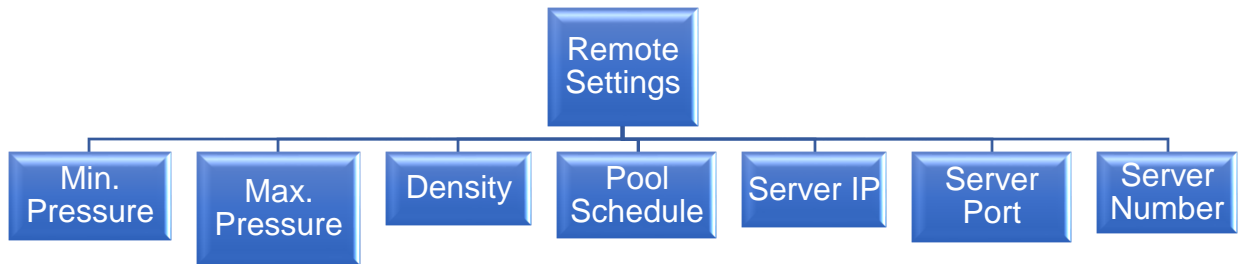 Remote
Settings
Min.
Pressure
Max.
Pressure
Density
Pool
Schedule
Server IP
Server
Port
Server
Number